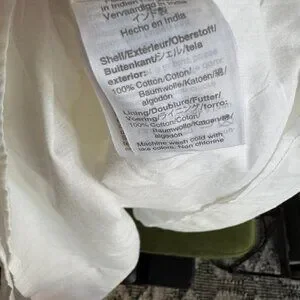 in Indien
Vervaardigd in India
インド製
Hecho en India
Shell/Extérieur/Oberstoff/
Buitenkant/シェル/tela
exterior:
100% Cotton/Coton/
Baumwolle/Katoen/綿/
algodón
Lining/Doublure/Futter/
Voering/ライニング/forro:
100% Cotton/Coton/
Baumwolle/Katoen/綿/
algodón
Machine wash cold with
like colors. Non chlorine